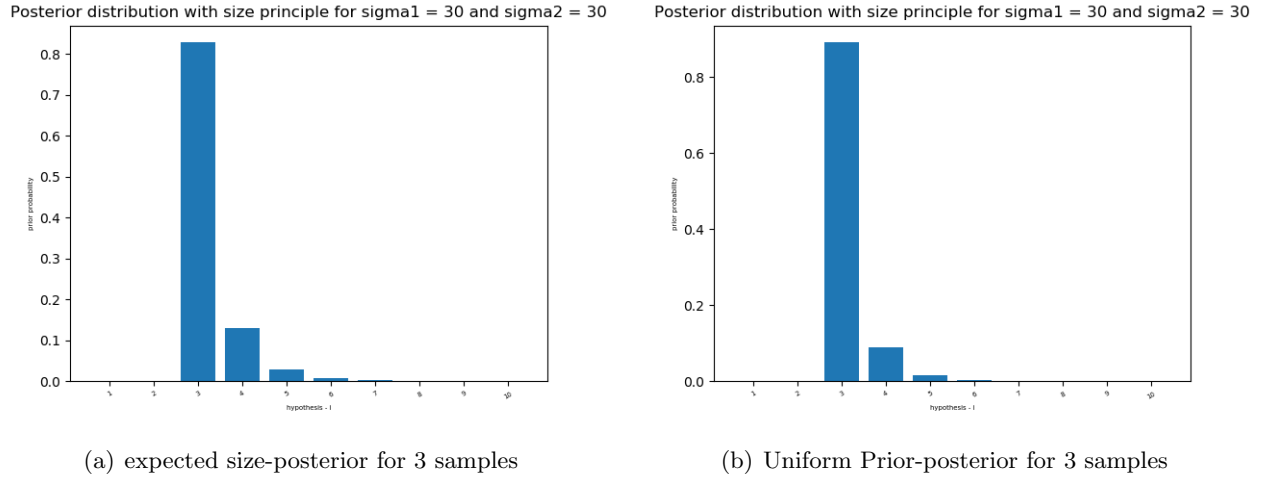 Posterior distribution with size principle for sigma1 = 30 and sigma2 = 30
0.8
0.7
0.6
0.5
0.4
0.3
0.2
0.1
0.0
prior probability
1 2 3 4 5 6 7 8 9 10
hypothesis - I
(a) expected size-posterior for 3 samples
Posterior distribution with size principle for sigma1 = 30 and sigma2 = 30
0.8
0.6
0.4
0.2
0.0
prior probability
1 2 3 4 5 6 7 8 9 10
hypothesis - I
(b) Uniform Prior-posterior for 3 samples